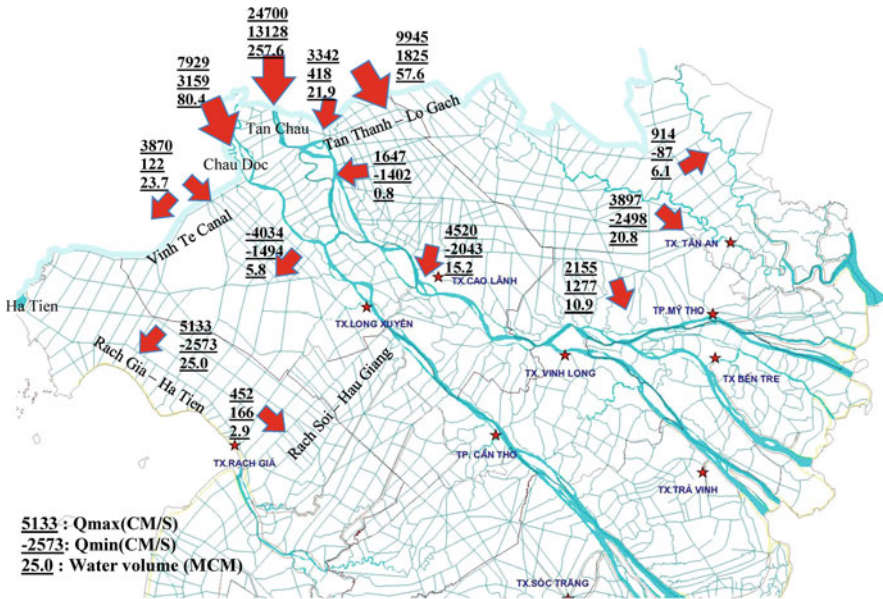 24700
13128
257.6
3342
418
21.9
9945
1825
57.6
7929
3159
80.4
Tan Chau
Tan Thanh – Lo Gach
Chau Doc
3870
122
23.7
1647
-1402
0.8
914
-87
6.1
3897
-2498
20.8
Vinh Te Canal
-4034
-1494
5.8
4520
-2043
15.2
TX. TÂN AN
TX.CAO LÃNH
2155
1277
10.9
Ha Tien
TX.LONG XUYÊN
TP.MỸ THO
5133
-2573
25.0
Rach Gia – Ha Tien
Rach Soi – Hau Giang
TX. VINH LONG
TX BẾN TRE
452
166
2.9
TX.RẠCH GIÁ
TP. CẦN THƠ
TX.TRÀ VINH
5133 : Qmax(CM/S)
-2573: Qmin(CM/S)
25.0 : Water volume (MCM)
TX.SÓC TRĂNG